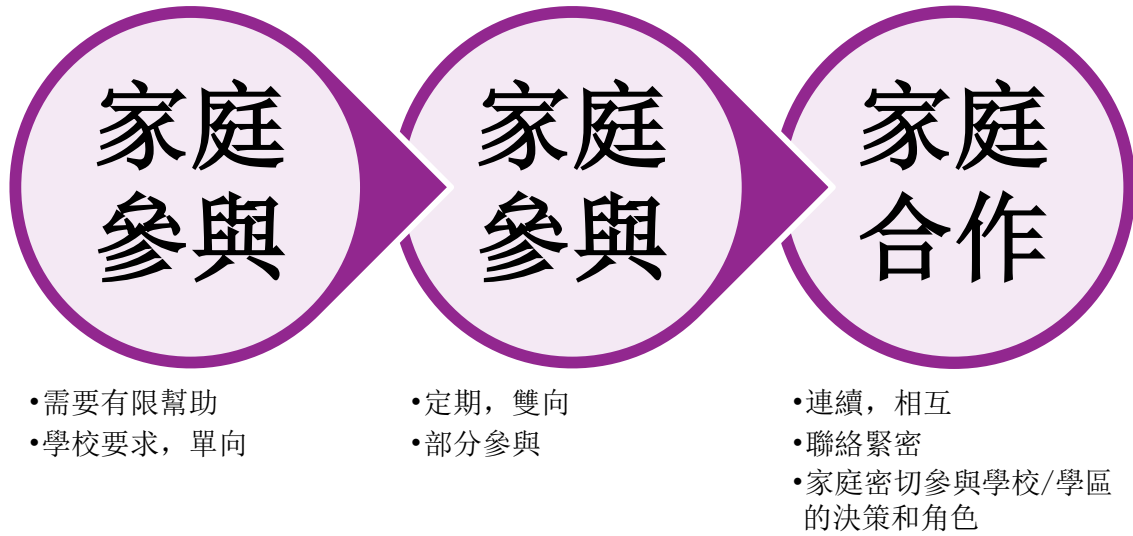 家庭
參與
•需要有限幫助
•學校要求，單向
家庭
參與
•定期，雙向
•部分參與
家庭
合作
•連續，相互
•聯絡緊密
•家庭密切參與學校/學區
的決策和角色